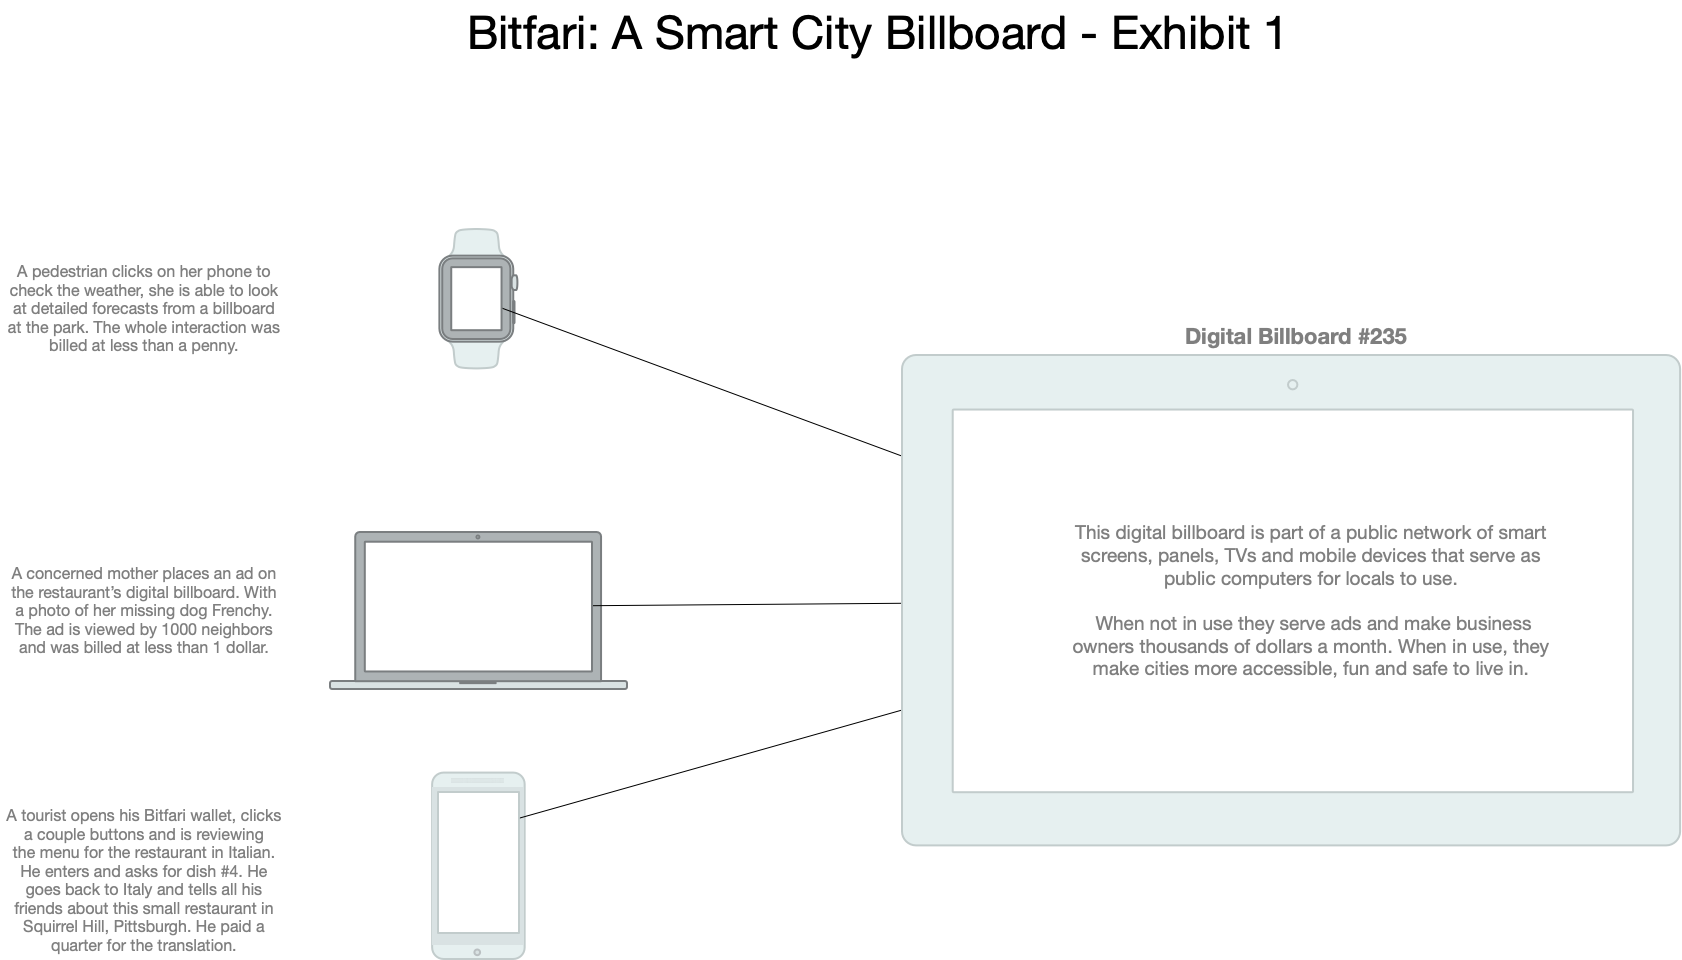 Bitfari: A Smart City Billboard - Exhibit 1
A pedestrian clicks on her phone to
check the weather, she is able to look
at detailed forecasts from a billboard
at the park. The whole interaction was
billed at less than a penny.
Digital Billboard #235
This digital billboard is part of a public network of smart
screens, panels, TVs and mobile devices that serve as
public computers for locals to use.
When not in use they serve ads and make business
owners thousands of dollars a month. When in use, they
make cities more accessible, fun and safe to live in.
A concerned mother places an ad on
the restaurant's digital billboard. With
a photo of her missing dog Frenchy.
The ad is viewed by 1000 neighbors
and was billed at less than 1 dollar.
A tourist opens his Bitfari wallet, clicks
a couple buttons and is reviewing
the menu for the restaurant in Italian.
He enters and asks for dish #4. He
goes back to Italy and tells all his
friends about this small restaurant in
Squirrel Hill, Pittsburgh. He paid a
quarter for the translation.